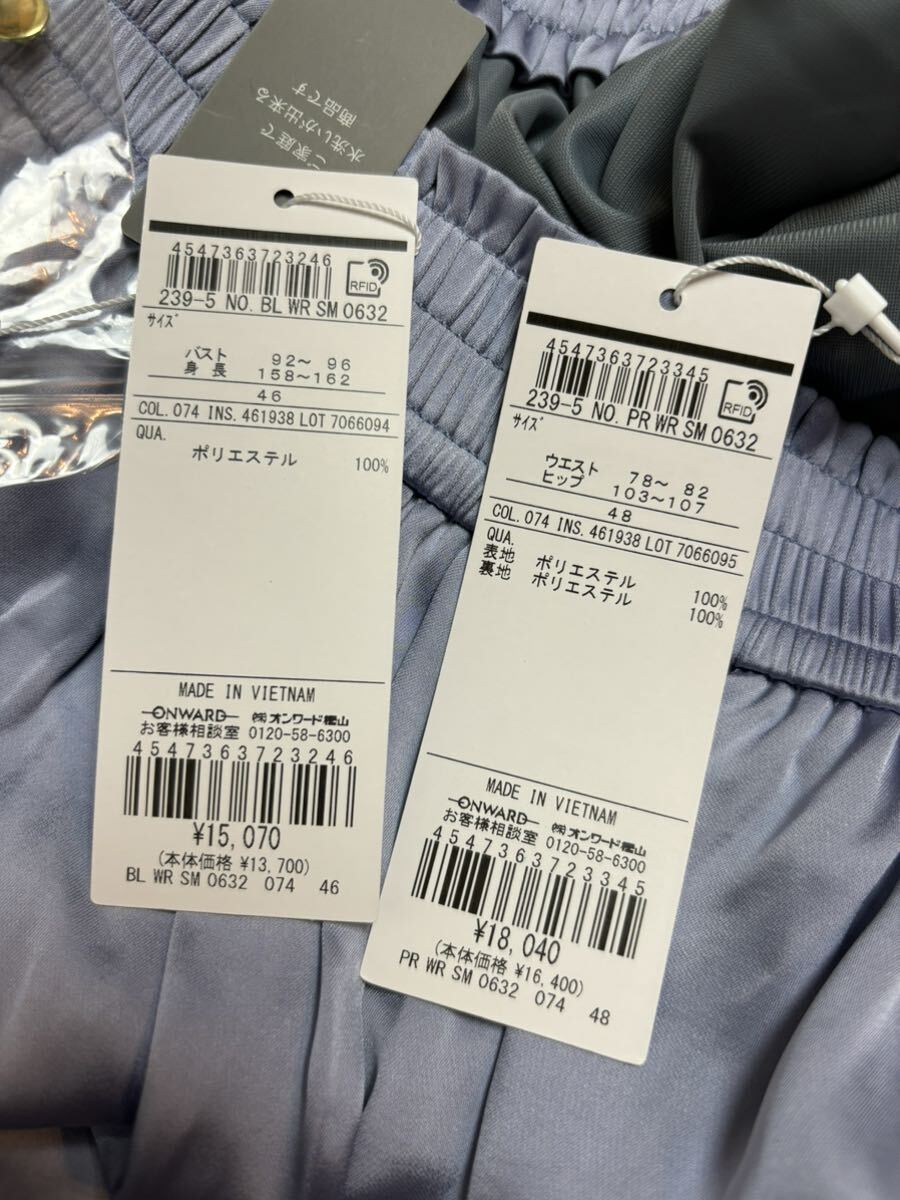 ご家庭で
水洗いが出来る
商品です
4547363723246
RFID
239-5 NO. BL WR SM 0632
サイズ
バスト 92～ 96
身 長 158～162
46
COL. 074 INS. 461938 LOT 7066094
QUA.
ポリエステル 100%
MADE IN VIETNAM
ONWARD ㈱オンワード樫山
お客様相談室 0120-58-6300
4547363723246
¥15,070
(本体価格 ¥13,700)
BL WR SM 0632 074 46
4547363723345
RFID
239-5 NO. PR WR SM 0632
サイズ
ウエスト 78～ 82
ヒップ 103～107
48
COL. 074 INS. 461938 LOT 7066095
QUA.
表地 ポリエステル 100%
裏地 ポリエステル 100%
MADE IN VIETNAM
ONWARD ㈱オンワード樫山
お客様相談室 0120-58-6300
4547363723345
¥18,040
(本体価格 ¥16,400)
PR WR SM 0632 074 48